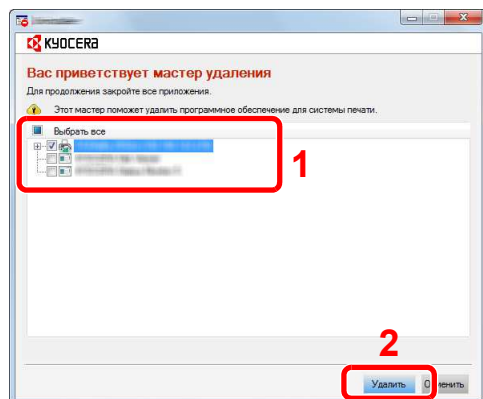 KYOCERA
Вас приветствует мастер удаления
Для продолжения закройте все приложения.
Этот мастер поможет удалить программное обеспечение для системы печати.
Выбрать все
1
2
Удалить